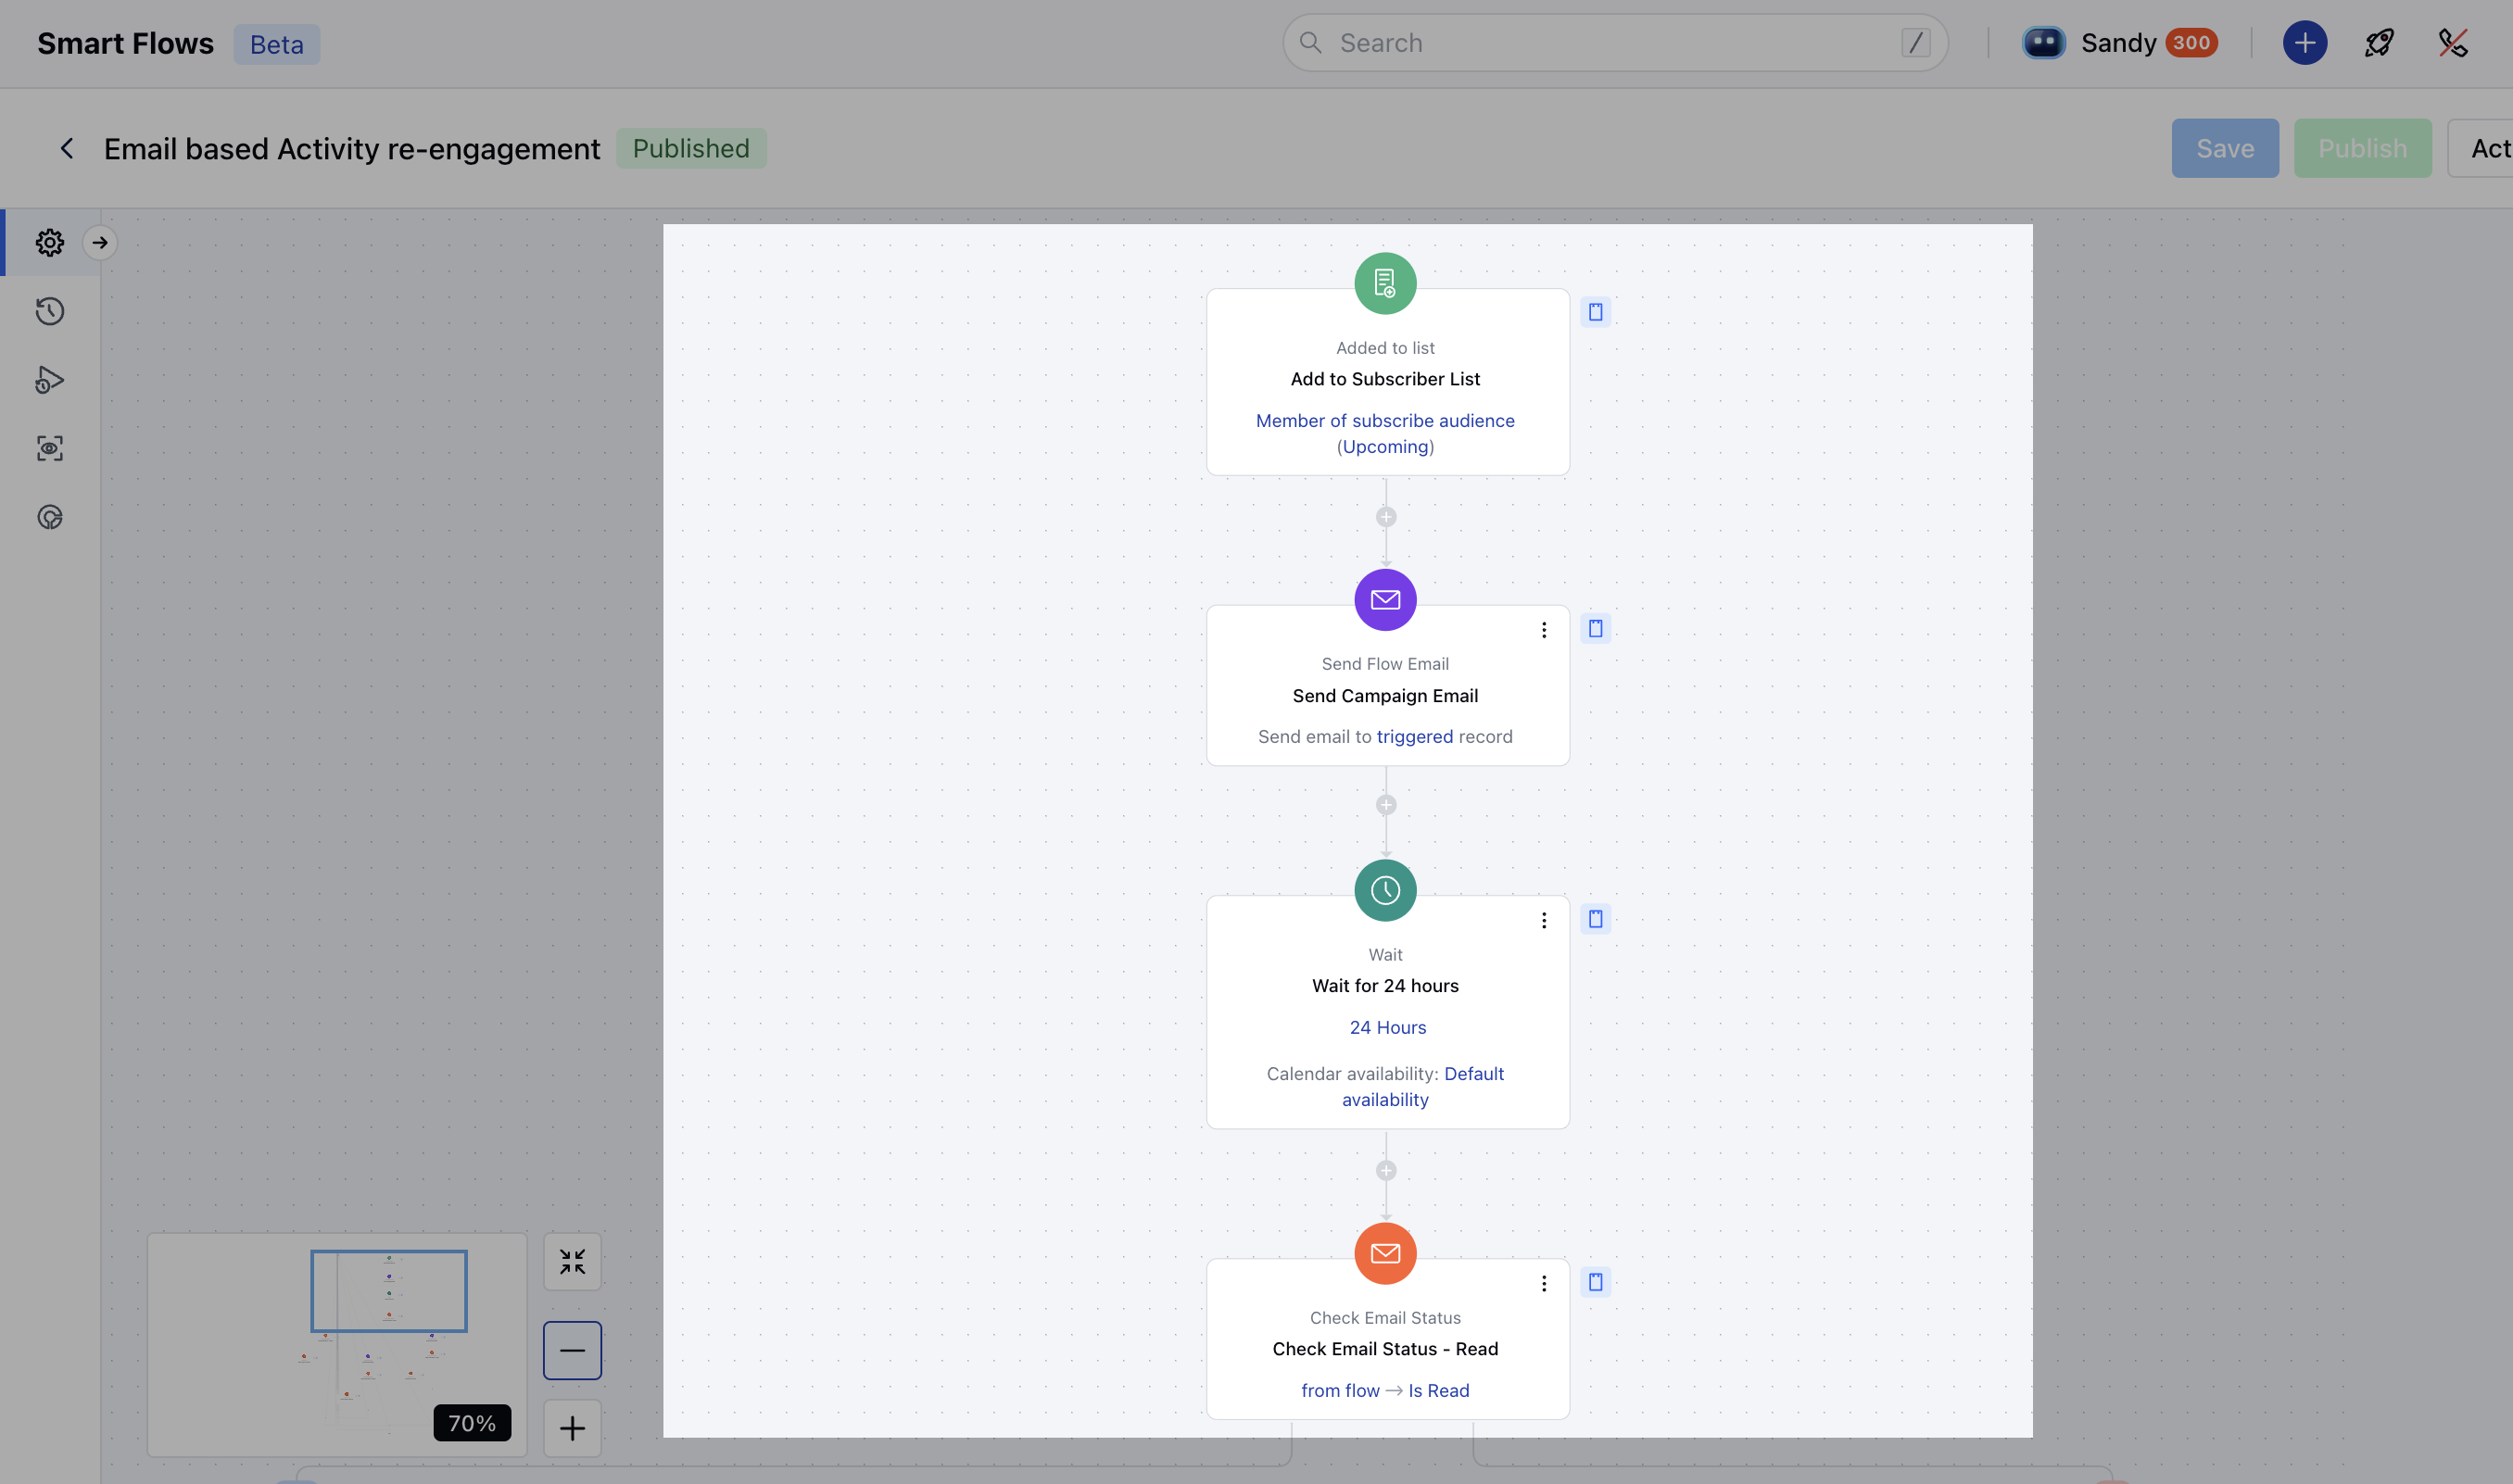 Smart Flows Beta
Search /
Sandy 300
Email based Activity re-engagement Published
Save Publish Act
Added to list
Add to Subscriber List
Member of subscribe audience
(Upcoming)
Send Flow Email
Send Campaign Email
Send email to triggered record
Wait
Wait for 24 hours
24 Hours
Calendar availability: Default
availability
Check Email Status
Check Email Status - Read
from flow → Is Read
70%